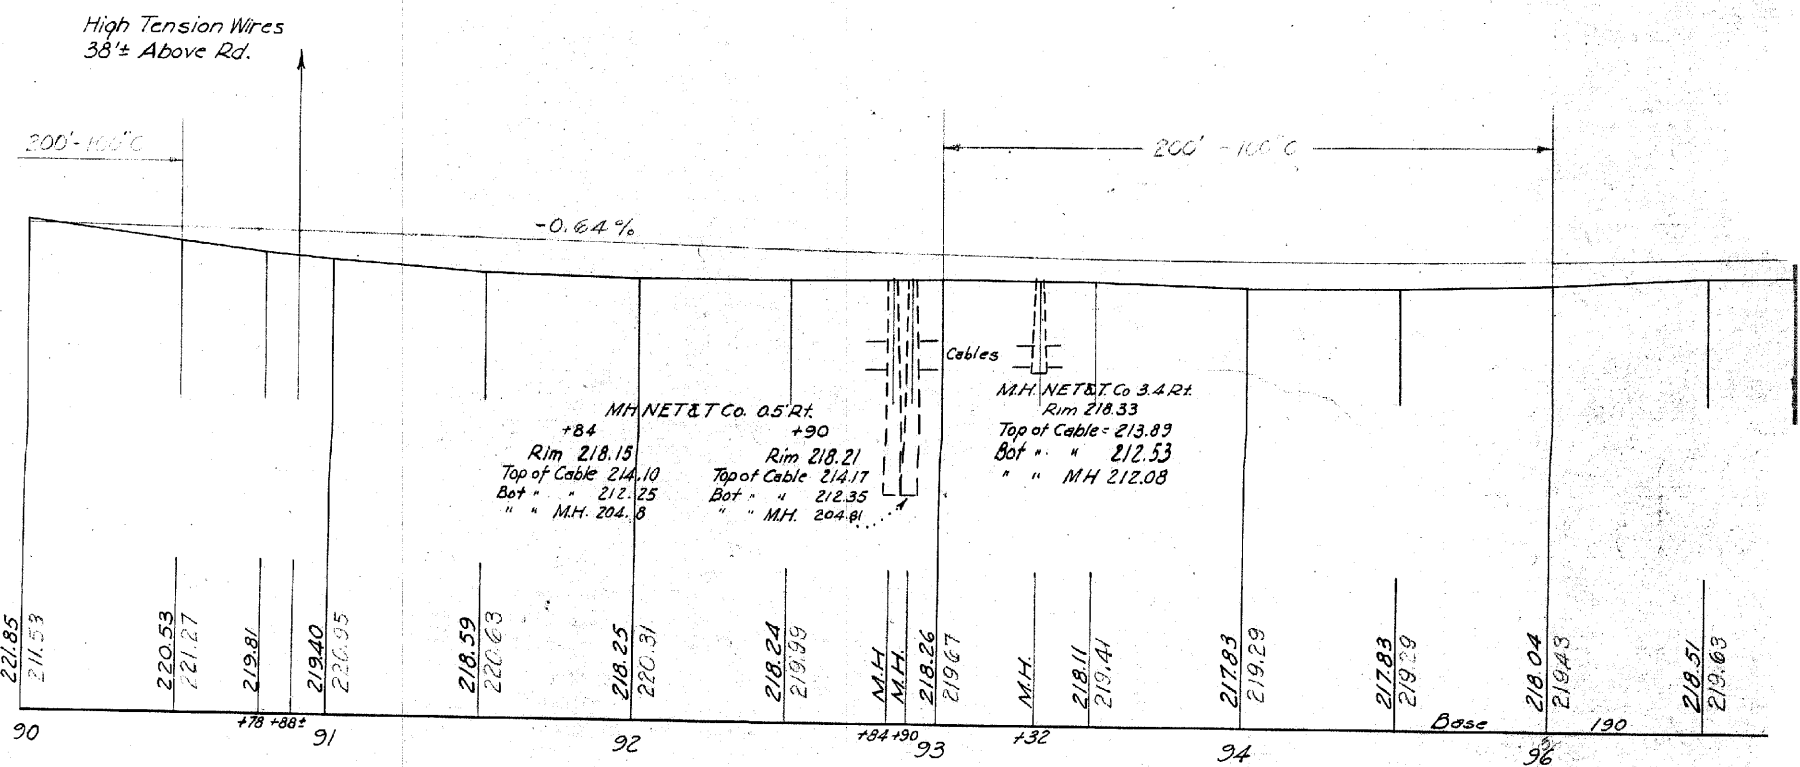 High Tension Wires
38'± Above Rd.
200'-100'C
200' - 100'C
-0.64%
Cables
MH NET&T Co. 0.5' Rt.
+84
Rim 218.15
Top of Cable 214.10
Bot " " 212.25
" " M.H. 204.8
+90
Rim 218.21
Top of Cable 214.17
Bot " " 212.35
" " M.H. 204.81
M.H. NET&T. Co 3.4 Rt.
Rim 218.33
Top of Cable = 213.89
Bot " " 212.53
" " MH 212.08
221.85
211.53
220.53
221.27
219.81
219.40
220.95
218.59
220.63
218.25
220.31
218.24
219.99
M.H
M.H.
218.26
219.67
M.H.
218.11
219.41
217.83
219.29
217.83
219.29
218.04
219.43
218.51
219.63
Base 190
90
+78 +88±
91
92
+84 +90
93
+32
94
96